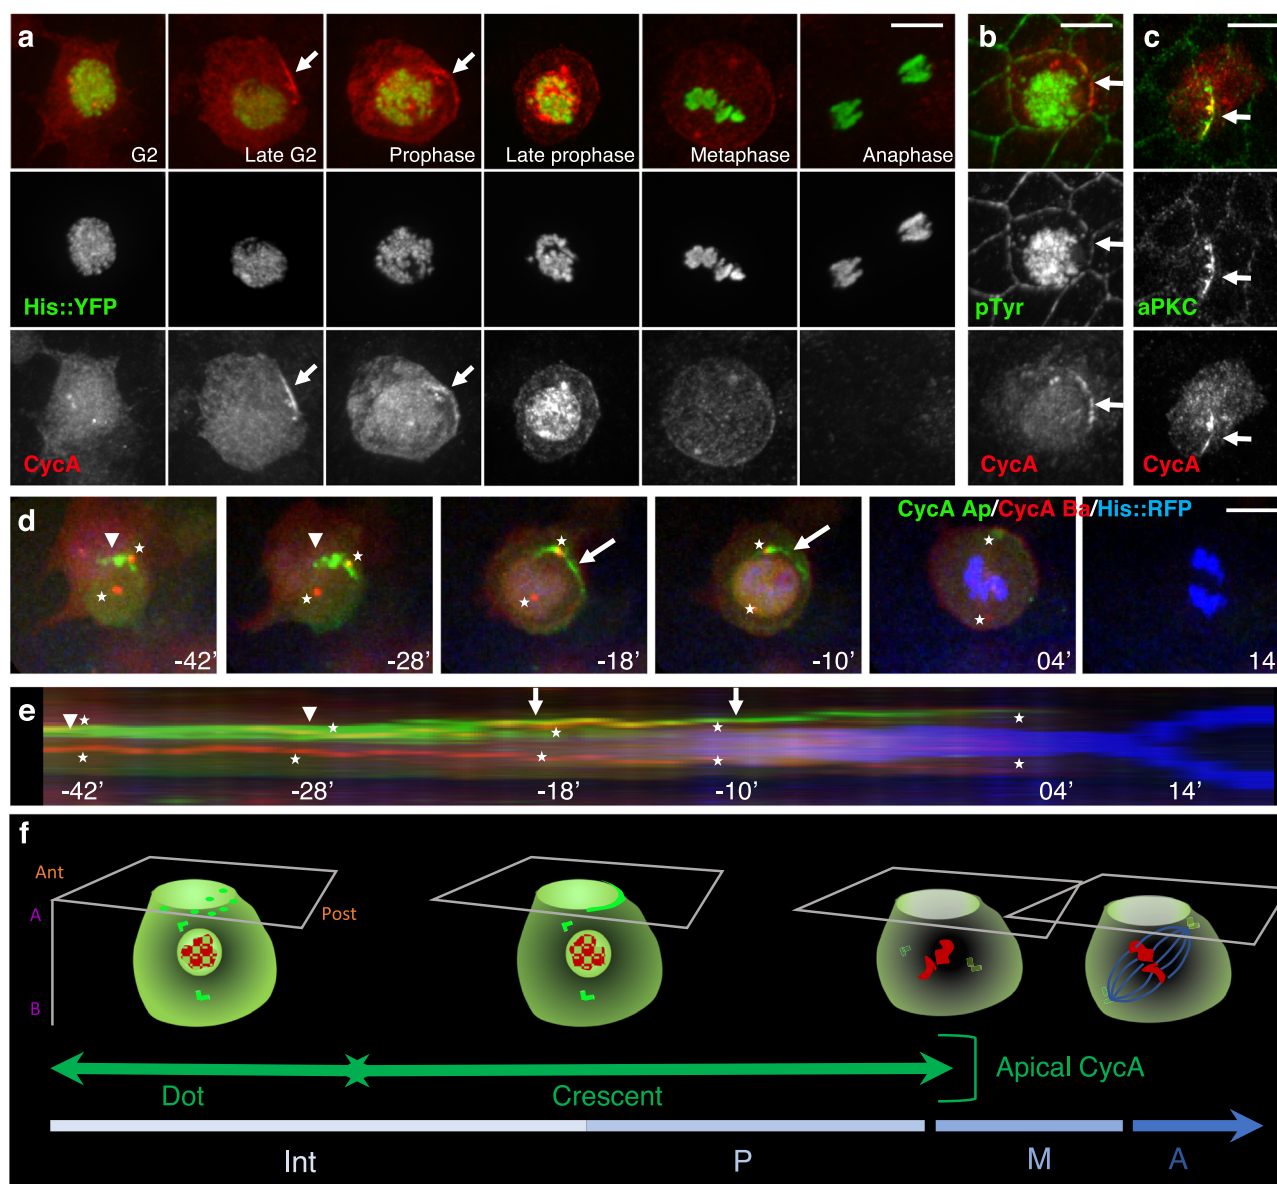 a
b
c
G2
Late G2
Prophase
Late prophase
Metaphase
Anaphase
His::YFP
pTyr
aPKC
CycA
CycA
CycA
d
CycA Ap/CycA Ba/His::RFP
-42'
-28'
-18'
-10'
04'
14
e
-42'
-28'
-18'
-10'
04'
14'
f
Ant
A
Post
B
Dot
Crescent
Apical CycA
Int
P
M
A